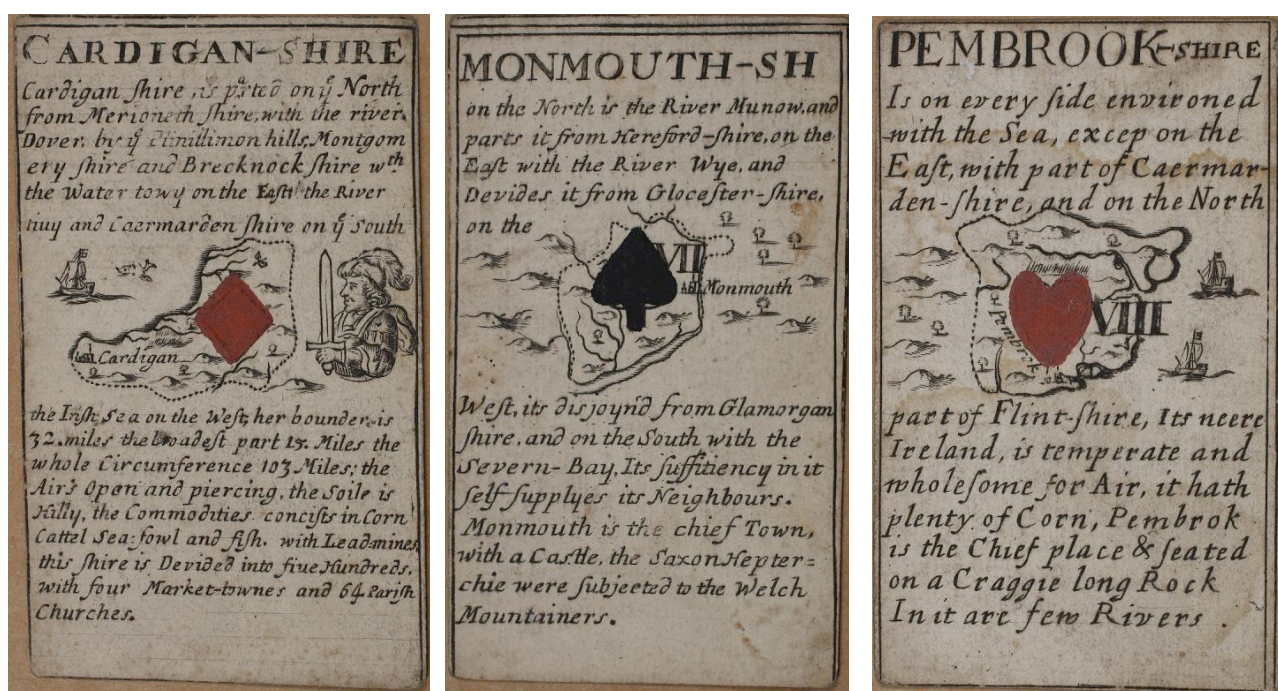 CARDIGAN-SHIRE
Cardigan ſhire, is p̱rted on yͤ North
from Merioneth ſhire, with the river
Dover. by yͤ Plinillimon hills, Montgom
ery ſhire and Brecknock ſhire wᵗʰ
the Water towy on the Eaſt the River
tiuy and Caermarden ſhire on yͤ South
Cardigan
the Iriſh Sea on the Weſt, her bounder is
32. miles the broadeſt part 15. Miles the
whole Circumference 103 Miles; the
Air's Open and piercing, the Soile is
Hilly, the Commodities conciſts in Corn
Cattel Sea: fowl and fiſh. with Lead: mines
this ſhire is Devided into five Hundreds,
with four Market-townes and 64. Pariſh
Churches.
MONMOUTH-SH
on the North is the River Munow, and
parts it from Hereford-ſhire, on the
Eaſt with the River Wye, and
Devides it from Gloceſter-ſhire,
on the
VII
Monmouth
Weſt, its disjoynd from Glamorgan
ſhire, and on the South with the
Severn-Bay, Its ſuffitiency in it
ſelf ſupplyes its Neighbours.
Monmouth is the chief Town,
with a Caſtle, the Saxon Hepter=
chie were ſubjected to the Welch
Mountainers.
PEMBROOK-SHIRE
Is on every ſide environed
with the Sea, excep on the
Eaſt, with part of Caermar-
den-ſhire, and on the North
VIII
Pembrok
part of Flint-ſhire, Its neere
Ireland, is temperate and
wholeſome for Air, it hath
plenty of Corn, Pembrok
is the Chief place & ſeated
on a Craggie long Rock
In it are few Rivers .